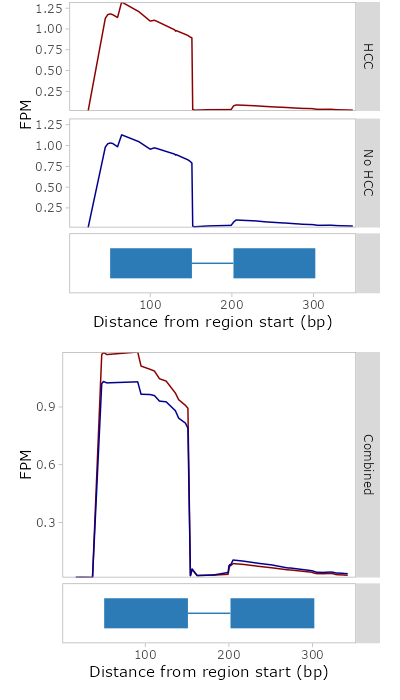 1.25
1.00
0.75
0.50
0.25
HCC
FPM
1.25
1.00
0.75
0.50
0.25
No HCC
100 200 300
Distance from region start (bp)
0.9
0.6
0.3
FPM
Combined
100 200 300
Distance from region start (bp)